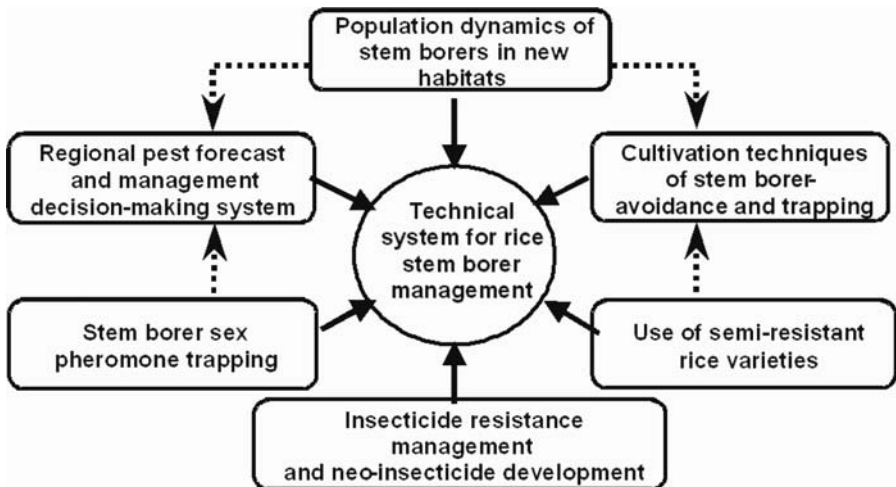 Population dynamics of
stem borers in new
habitats
Regional pest forecast
and management
decision-making system
Cultivation techniques
of stem borer-
avoidance and trapping
Technical
system for rice
stem borer
management
Stem borer sex
pheromone trapping
Use of semi-resistant
rice varieties
Insecticide resistance
management
and neo-insecticide development